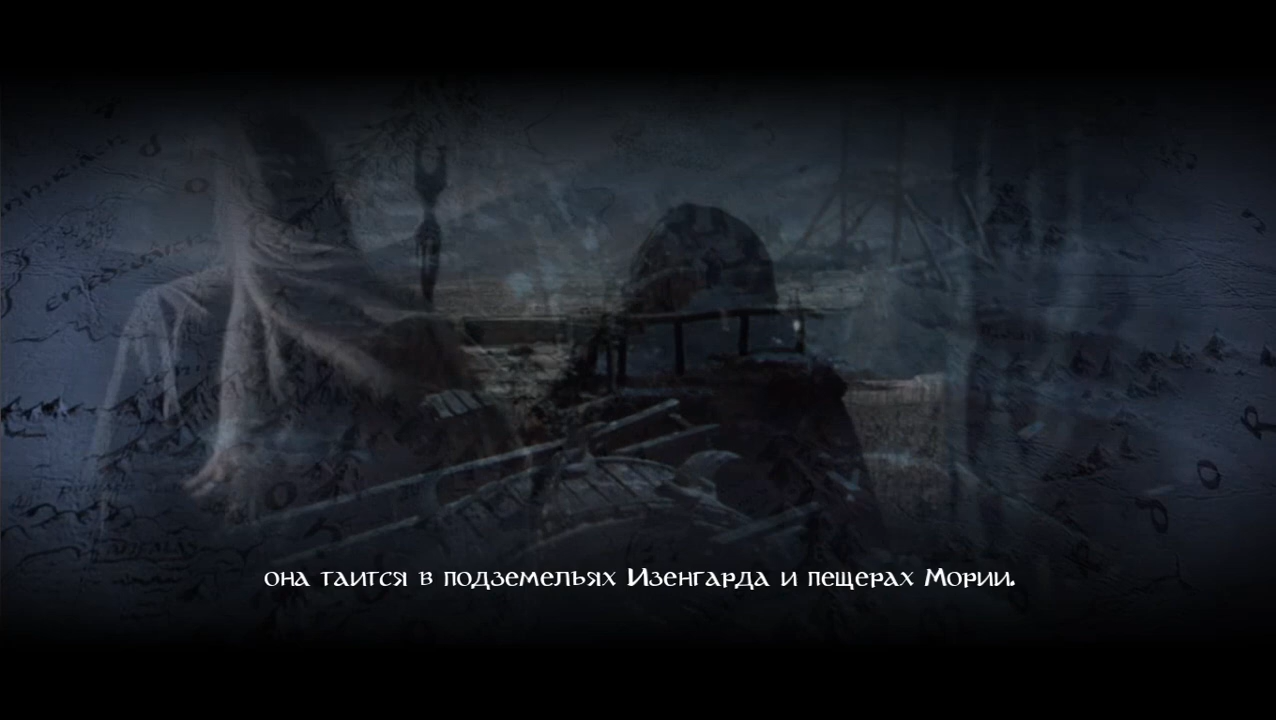 она таится в подземельях Изенгарда и пещерах Мории.